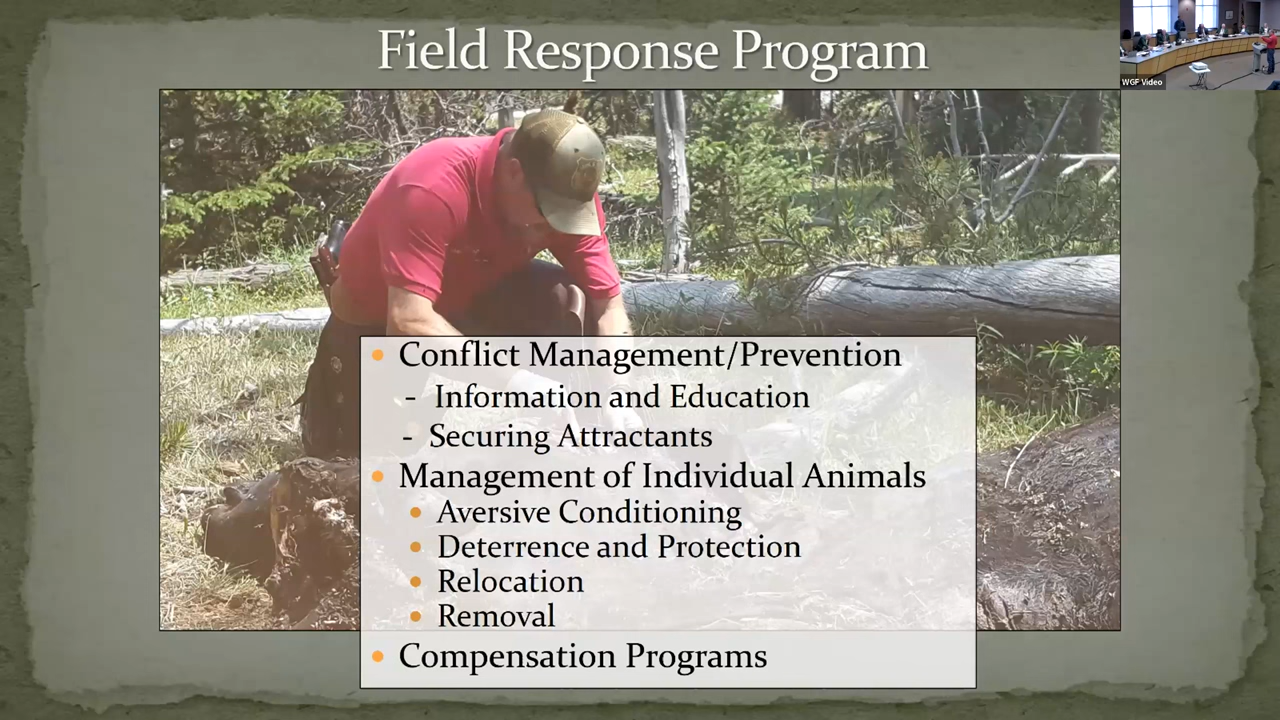 Field Response Program
WGF Video
• Conflict Management/Prevention
- Information and Education
- Securing Attractants
• Management of Individual Animals
• Aversive Conditioning
• Deterrence and Protection
• Relocation
• Removal
• Compensation Programs